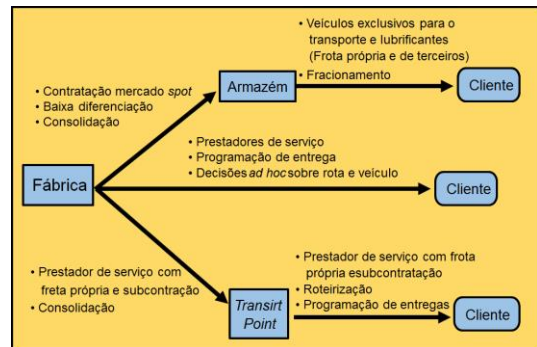 • Veículos exclusivos para o
transporte e lubrificantes
(Frota própria e de terceiros)
• Fracionamento
Armazém
Cliente
• Contratação mercado spot
• Baixa diferenciação
• Consolidação
• Prestadores de serviço
• Programação de entrega
• Decisões ad hoc sobre rota e veículo
Fábrica
Cliente
• Prestador de serviço com
freta própria e subcontração
• Consolidação
• Prestador de serviço com frota
própria esubcontratação
• Roteirização
• Programação de entregas
Transirt
Point
Cliente